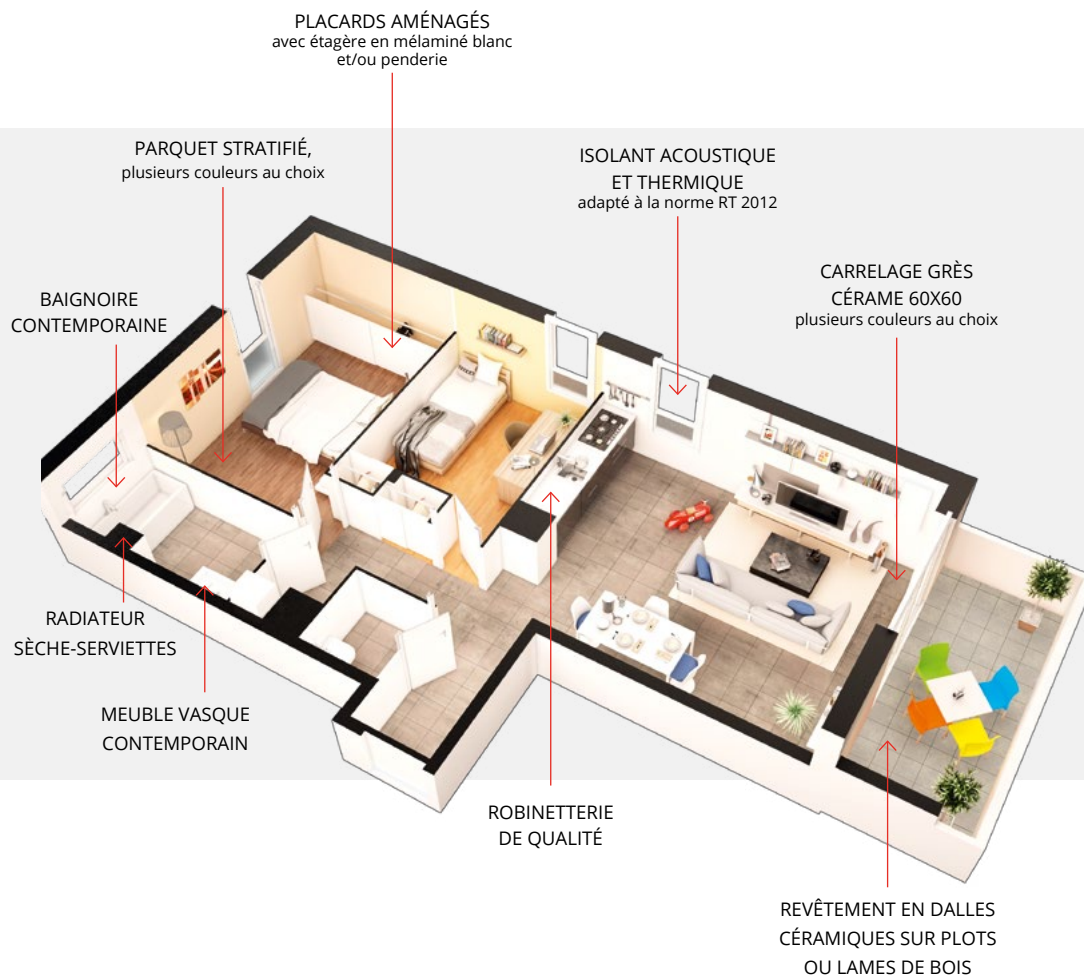 PLACARDS AMÉNAGÉS
avec étagère en mélaminé blanc
et/ou penderie
PARQUET STRATIFIÉ,
plusieurs couleurs au choix
ISOLANT ACOUSTIQUE
ET THERMIQUE
adapté à la norme RT 2012
CARRELAGE GRÈS
CÉRAME 60X60
plusieurs couleurs au choix
BAIGNOIRE
CONTEMPORAINE
RADIATEUR
SÈCHE-SERVIETTES
MEUBLE VASQUE
CONTEMPORAIN
ROBINETTERIE
DE QUALITÉ
REVÊTEMENT EN DALLES
CÉRAMIQUES SUR PLOTS
OU LAMES DE BOIS